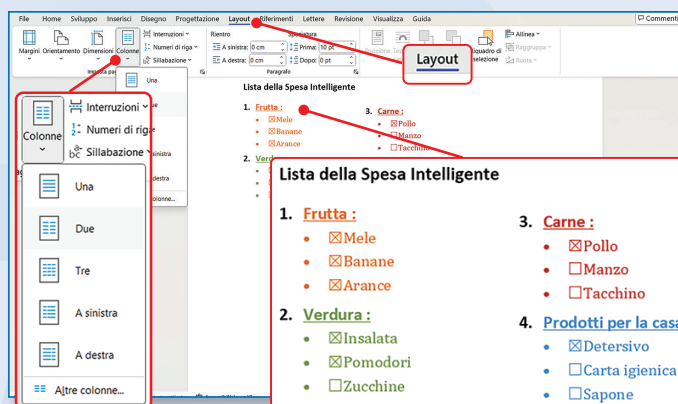 File Home Sviluppo Inserisci Disegno Progettazione Layout Riferimenti Lettere Revisione Visualizza Guida
Commenti
Margini Orientamento Dimensioni Colonne
Interruzioni
Numeri di riga
Sillabazione
Rientro
A sinistra: 0 cm
A destra: 0 cm
Spaziatura
Prima: 10 pt
Dopo: 0 pt
Posizione
Riquadro di
selezione
Allinea
Raggruppa
Ruota
Paragrafo
Layout
Una
Lista della Spesa Intelligente
1. Frutta :
• ☒Mele
• ☒Banane
• ☒Arance
2. Verd
3. Carne :
• ☒Pollo
• ☐Manzo
• ☐Tacchino
Colonne
Interruzioni
Numeri di riga
Sillabazione
Una
Due
Tre
A sinistra
A destra
Altre colonne...
Lista della Spesa Intelligente
1. Frutta :
• ☒Mele
• ☒Banane
• ☒Arance
2. Verdura :
• ☒Insalata
• ☒Pomodori
• ☐Zucchine
3. Carne :
• ☒Pollo
• ☐Manzo
• ☐Tacchino
4. Prodotti per la casa
• ☒Detersivo
• ☐Carta igienica
• ☐Sapone